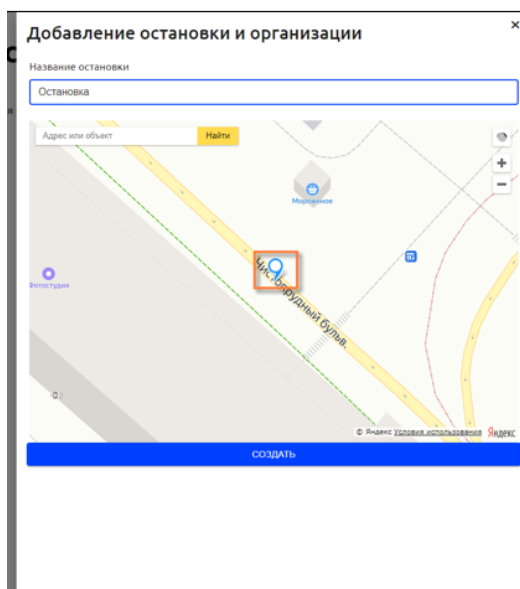 Добавление остановки и организации
×
Название остановки
Остановка
Адрес или объект
Найти
Мороженое
Чистопрудный бульв.
Фотостудия
© Яндекс Условия использования Яндекс
СОЗДАТЬ